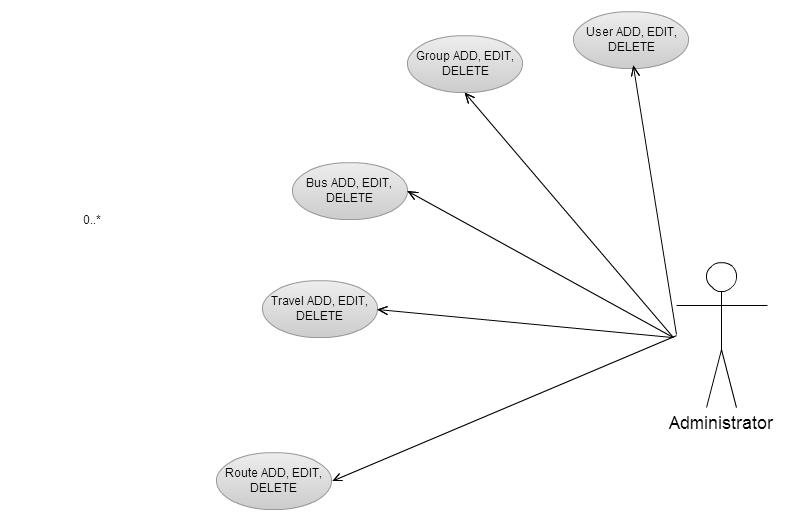 User ADD, EDIT,
DELETE
Group ADD, EDIT,
DELETE
Bus ADD, EDIT,
DELETE
0..*
Travel ADD, EDIT,
DELETE
Administrator
Route ADD, EDIT,
DELETE